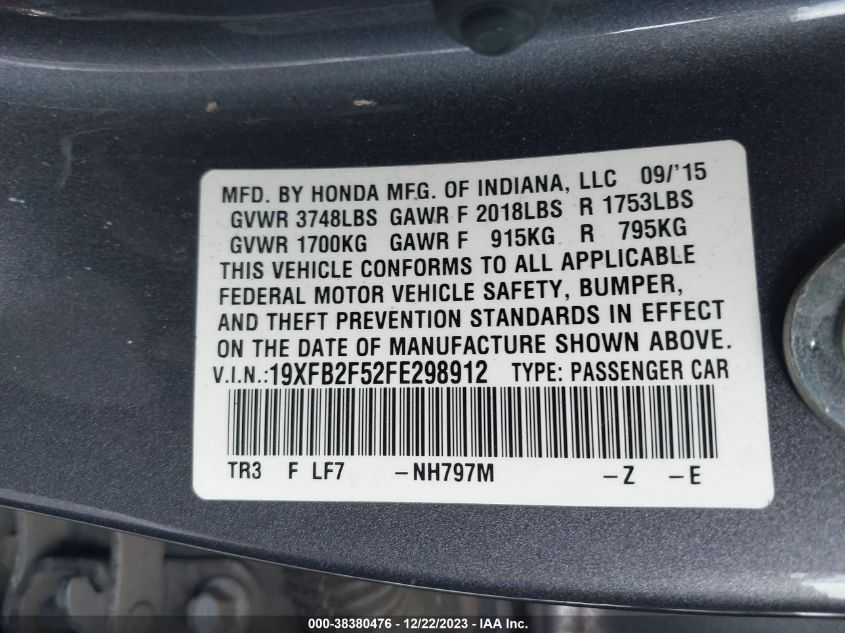 MFD. BY HONDA MFG. OF INDIANA, LLC 09/'15
GVWR 3748LBS GAWR F 2018LBS R 1753LBS
GVWR 1700KG GAWR F 915KG R 795KG
THIS VEHICLE CONFORMS TO ALL APPLICABLE
FEDERAL MOTOR VEHICLE SAFETY, BUMPER,
AND THEFT PREVENTION STANDARDS IN EFFECT
ON THE DATE OF MANUFACTURE SHOWN ABOVE.
V.I.N.:19XFB2F52FE298912 TYPE: PASSENGER CAR
TR3 F LF7 –NH797M –Z –E
000-38380476 – 12/22/2023 – IAA Inc.